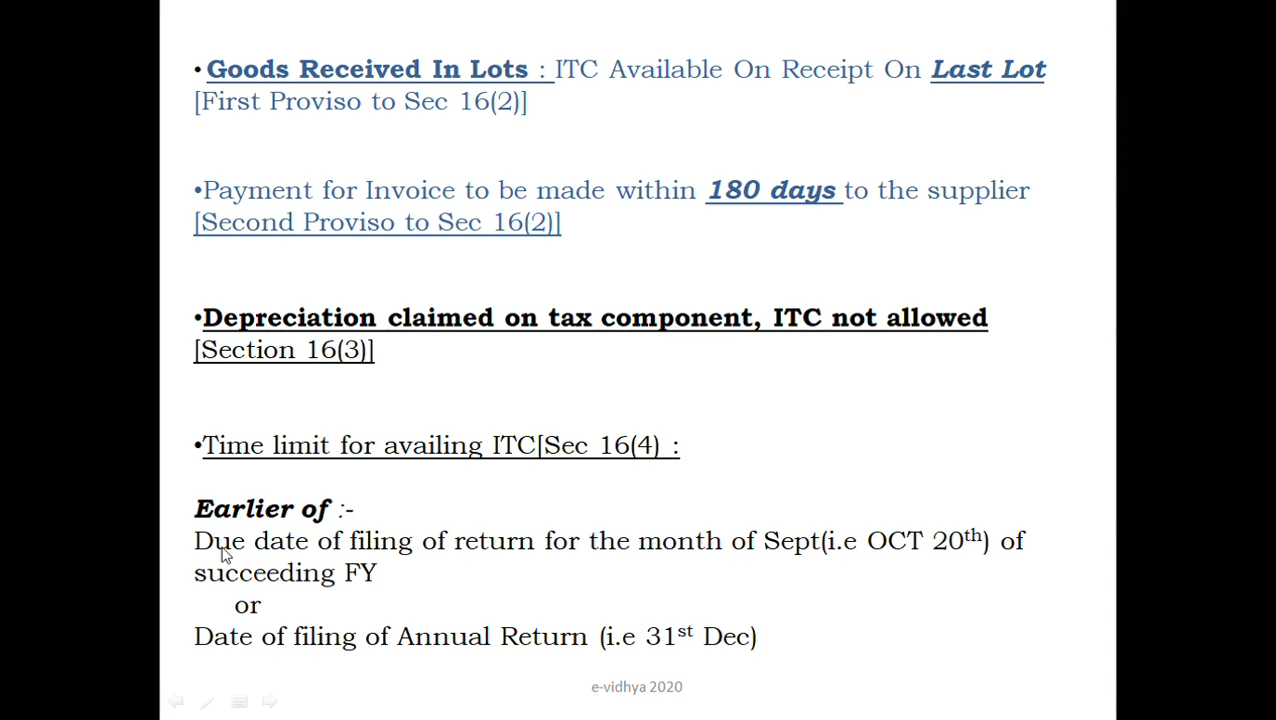 •Goods Received In Lots : ITC Available On Receipt On Last Lot
[First Proviso to Sec 16(2)]
•Payment for Invoice to be made within 180 days to the supplier
[Second Proviso to Sec 16(2)]
•Depreciation claimed on tax component, ITC not allowed
[Section 16(3)]
•Time limit for availing ITC[Sec 16(4) :
Earlier of :-
Due date of filing of return for the month of Sept(i.e OCT 20th) of
succeeding FY
or
Date of filing of Annual Return (i.e 31st Dec)
e-vidhya 2020